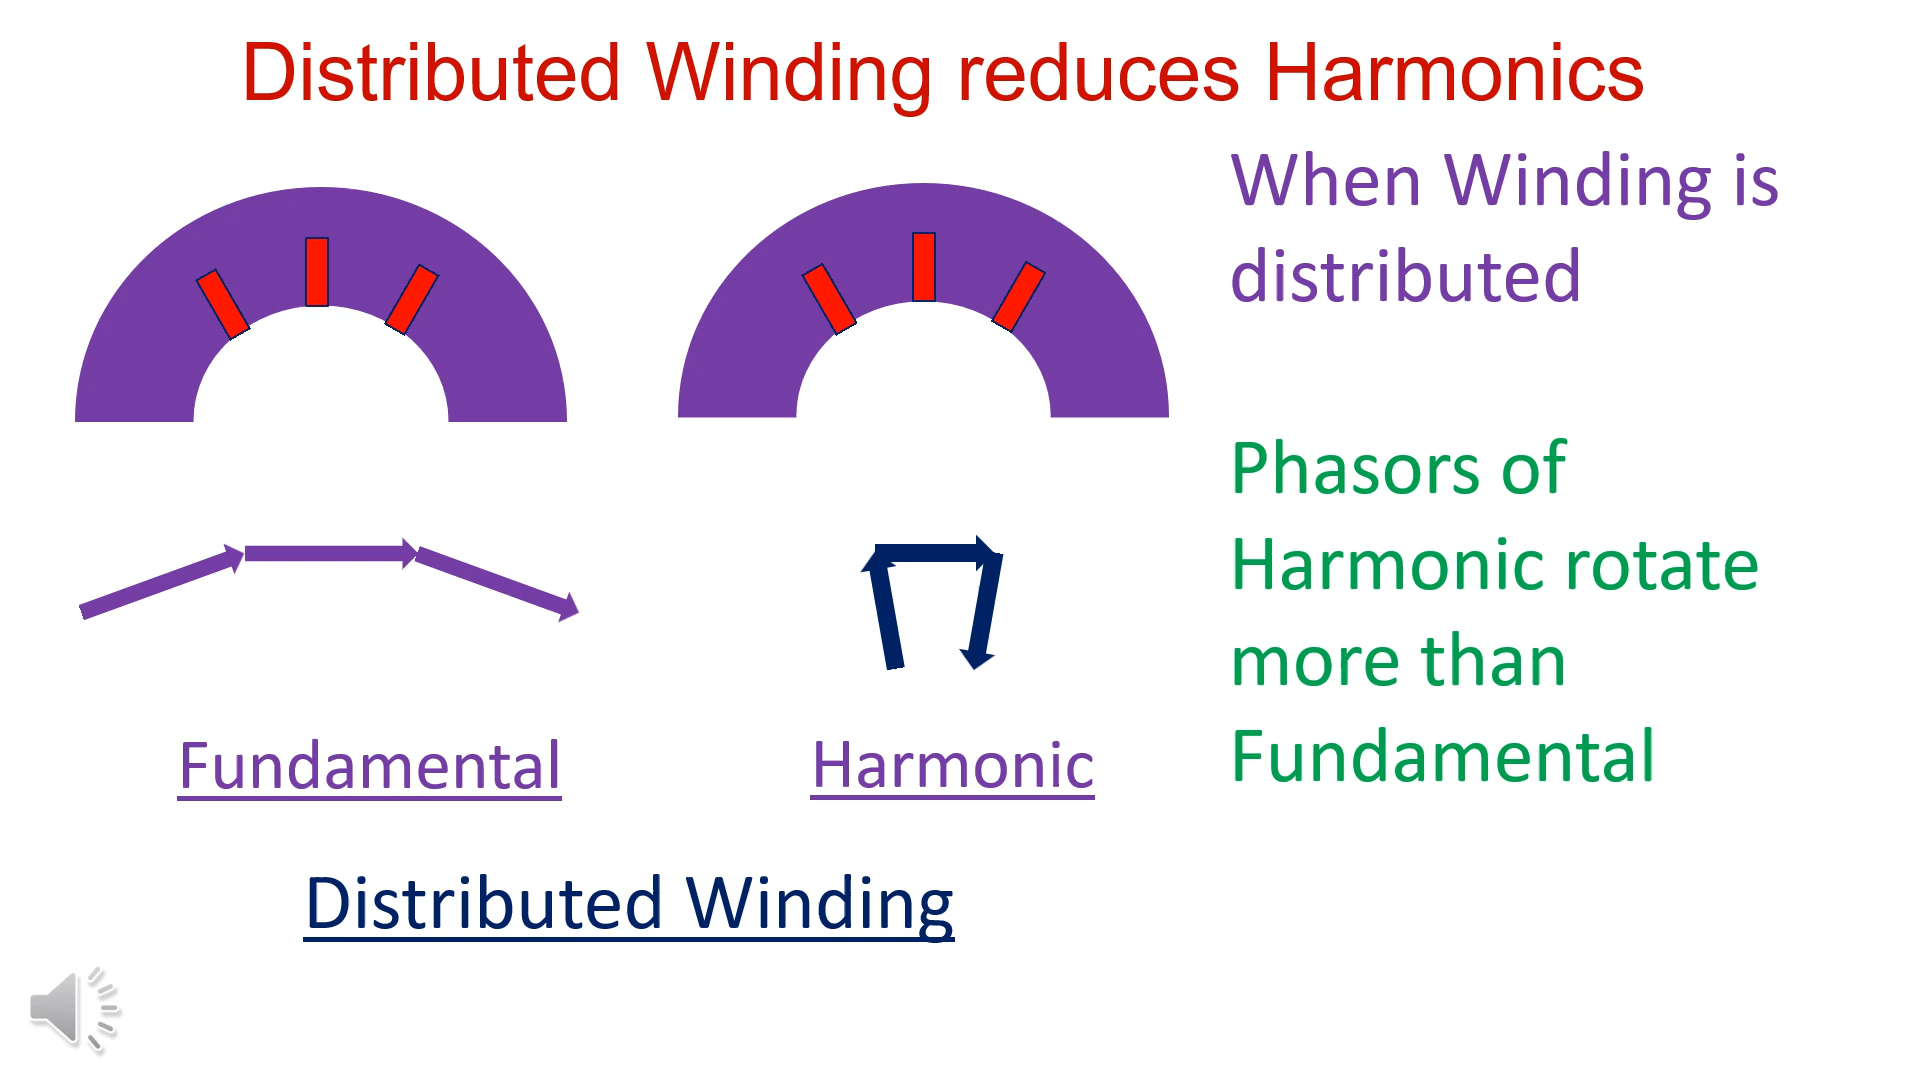 Distributed Winding reduces Harmonics
When Winding is
distributed
Phasors of
Harmonic rotate
more than
Fundamental
Fundamental
Harmonic
Distributed Winding